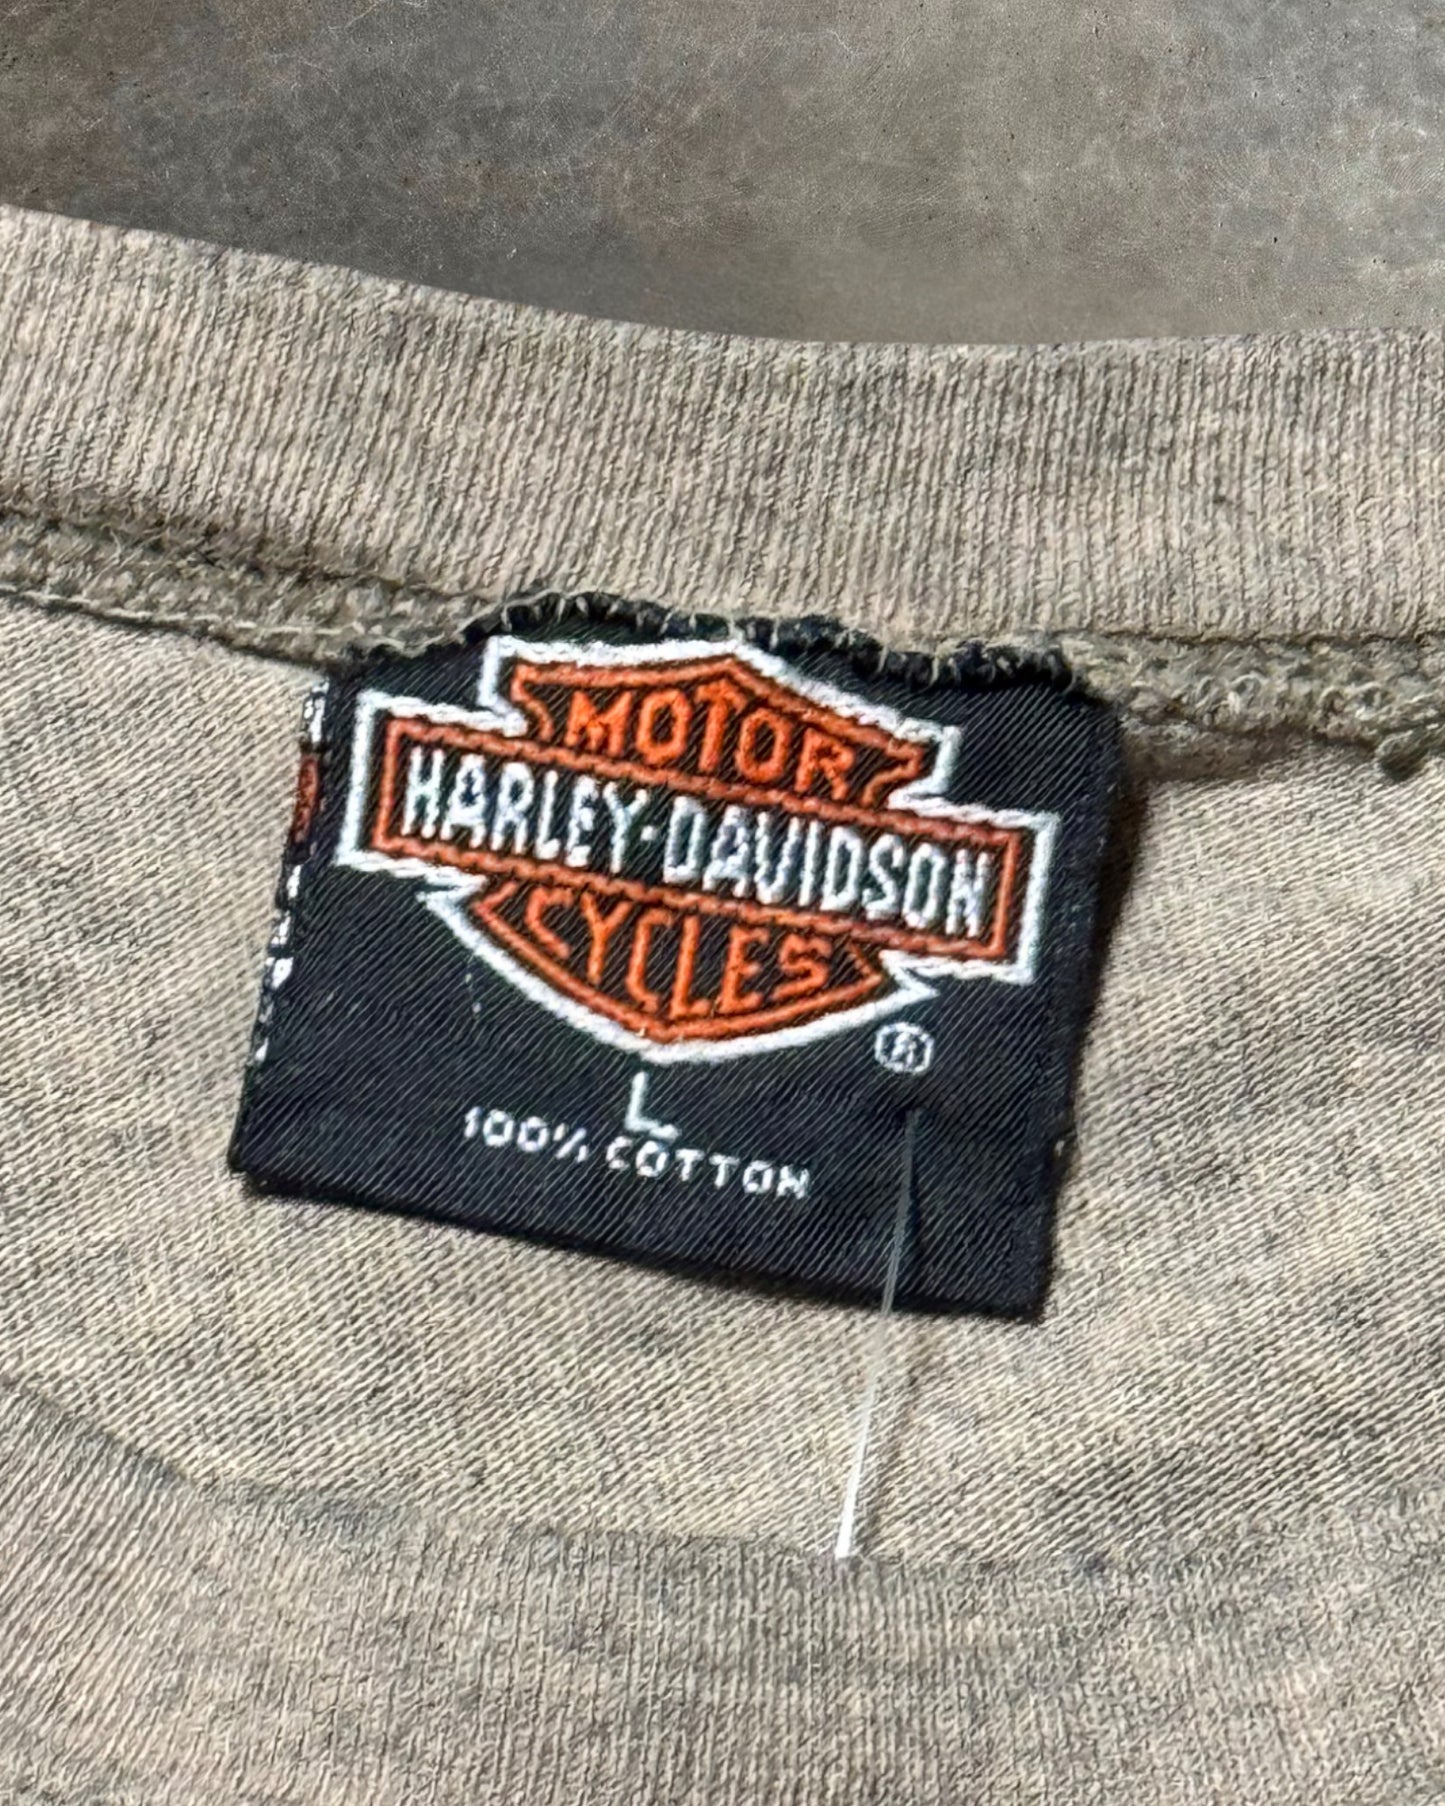 MOTOR
HARLEY-DAVIDSON
CYCLES
®
L
100% COTTON